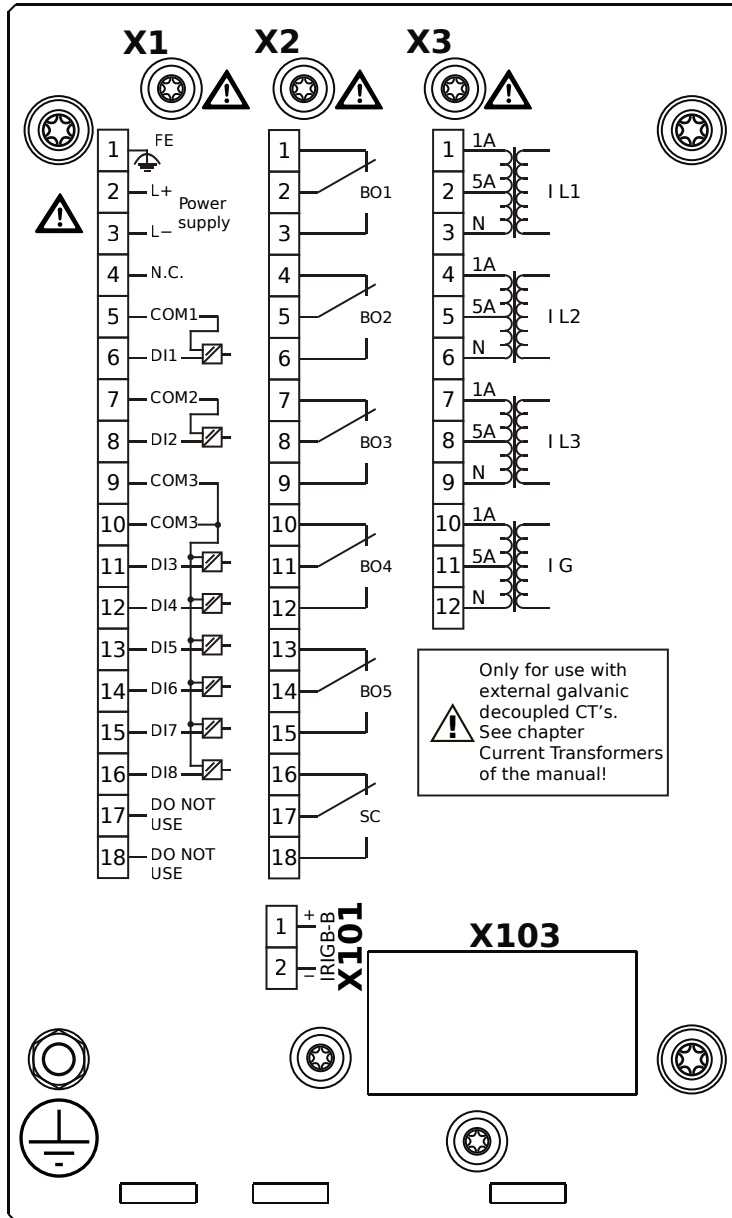 X1 X2 X3
1 FE
2 L+
Power
supply
3 L−
4 N.C.
5 COM1
6 DI1
7 COM2
8 DI2
9 COM3
10 COM3
11 DI3
12 DI4
13 DI5
14 DI6
15 DI7
16 DI8
17 DO NOT
USE
18 DO NOT
USE
1
2 BO1
3
4
5 BO2
6
7
8 BO3
9
10
11 BO4
12
13
14 BO5
15
16
17 SC
18
1 1A
2 5A I L1
3 N
4 1A
5 5A I L2
6 N
7 1A
8 5A I L3
9 N
10 1A
11 5A I G
12 N
Only for use with
external galvanic
decoupled CT's.
See chapter
Current Transformers
of the manual!
1 +
2 −
IRIGB-B
X101
X103